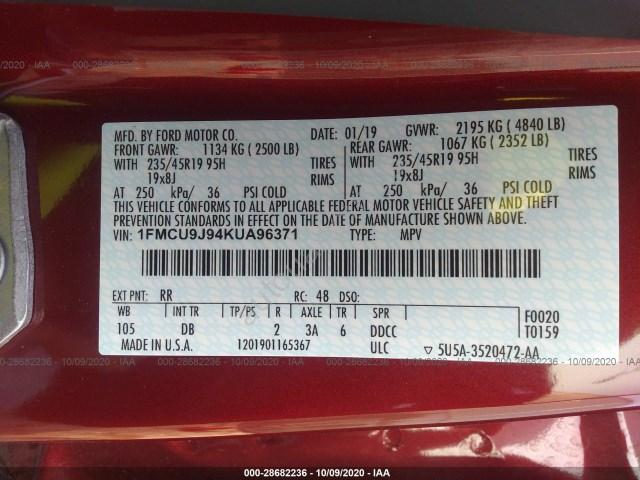 000-28682236 - 10/09/2020 - IAA
MFD. BY FORD MOTOR CO. DATE: 01/19 GVWR: 2195 KG ( 4840 LB)
FRONT GAWR: 1134 KG ( 2500 LB) REAR GAWR: 1067 KG ( 2352 LB)
WITH 235/45R19 95H TIRES WITH 235/45R19 95H TIRES
19x8J RIMS 19x8J RIMS
AT 250 kPa/ 36 PSI COLD AT 250 kPa/ 36 PSI COLD
THIS VEHICLE CONFORMS TO ALL APPLICABLE FEDERAL MOTOR VEHICLE SAFETY AND THEFT
PREVENTION STANDARDS IN EFFECT ON THE DATE OF MANUFACTURE SHOWN ABOVE.
VIN: 1FMCU9J94KUA96371 TYPE: MPV
EXT PNT: RR RC: 48 DSO:
WB INT TR TP/PS R AXLE TR SPR F0020
105 DB 2 3A 6 DDCC T0159
MADE IN U.S.A. 1201901165367 ULC ▽ 5U5A-3520472-AA
000-28682236 - 10/09/2020 - IAA